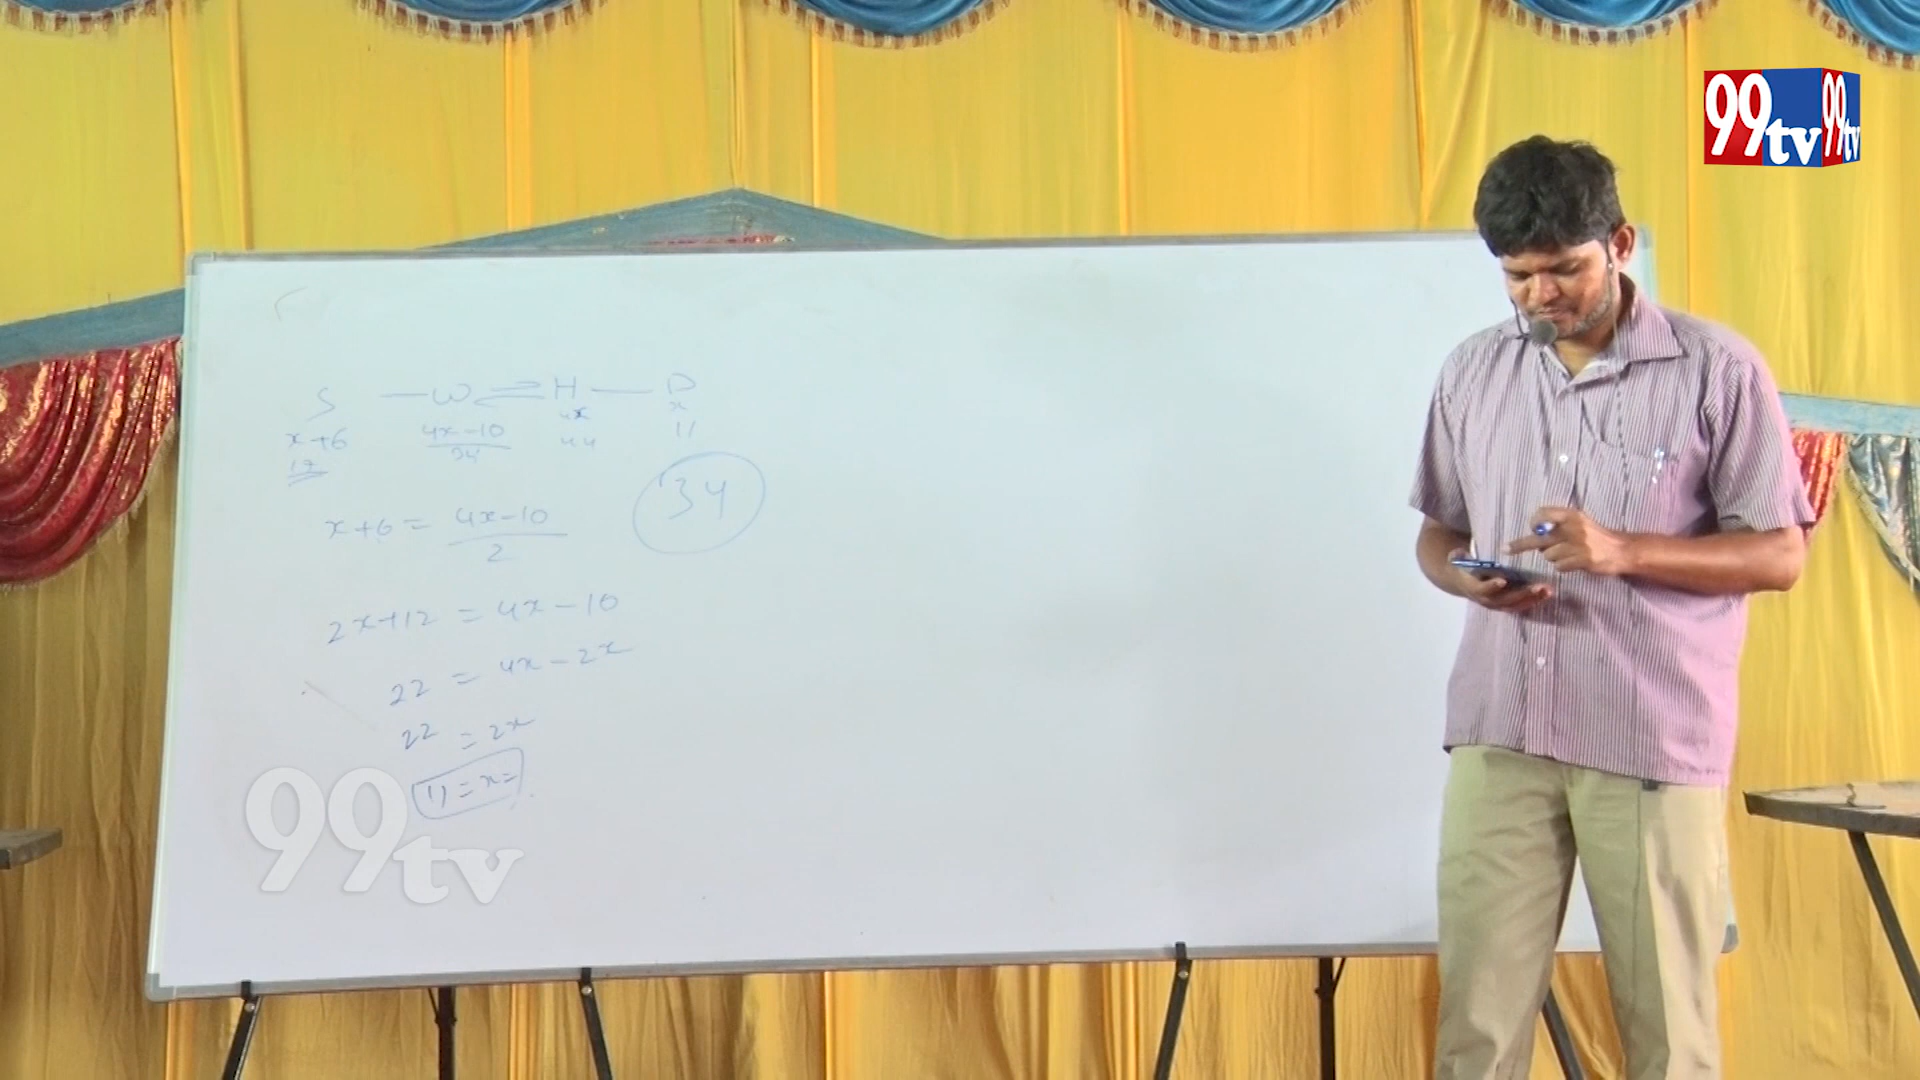 99tv 99tv
S — W ⇌ H — D
x+6 4x-10 4x x
17 34 44 11
34
x+6 = 4x-10
2
2x+12 = 4x-10
22 = 4x-2x
22 = 2x
11 = x =
99tv